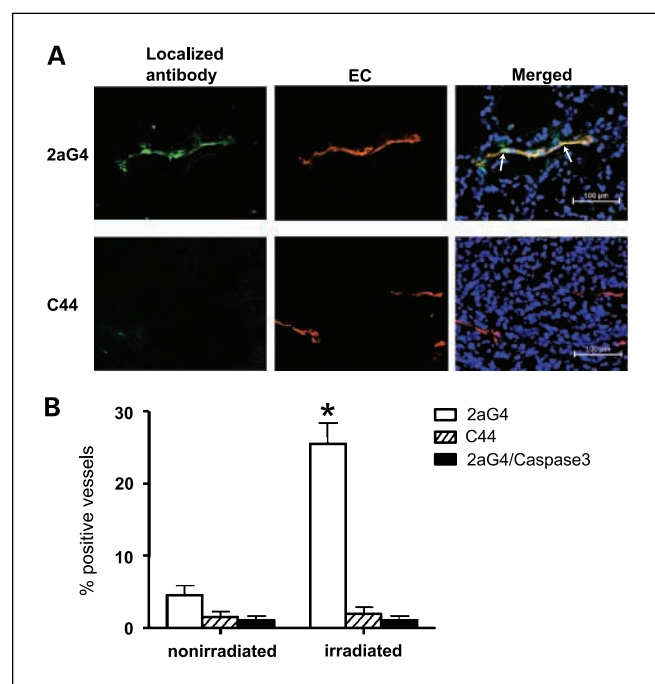 A
Localized
antibody
EC
Merged
2aG4
100 µm
C44
100 µm
B
30
20
10
0
% positive vessels
*
2aG4
C44
2aG4/Caspase3
nonirradiated
irradiated